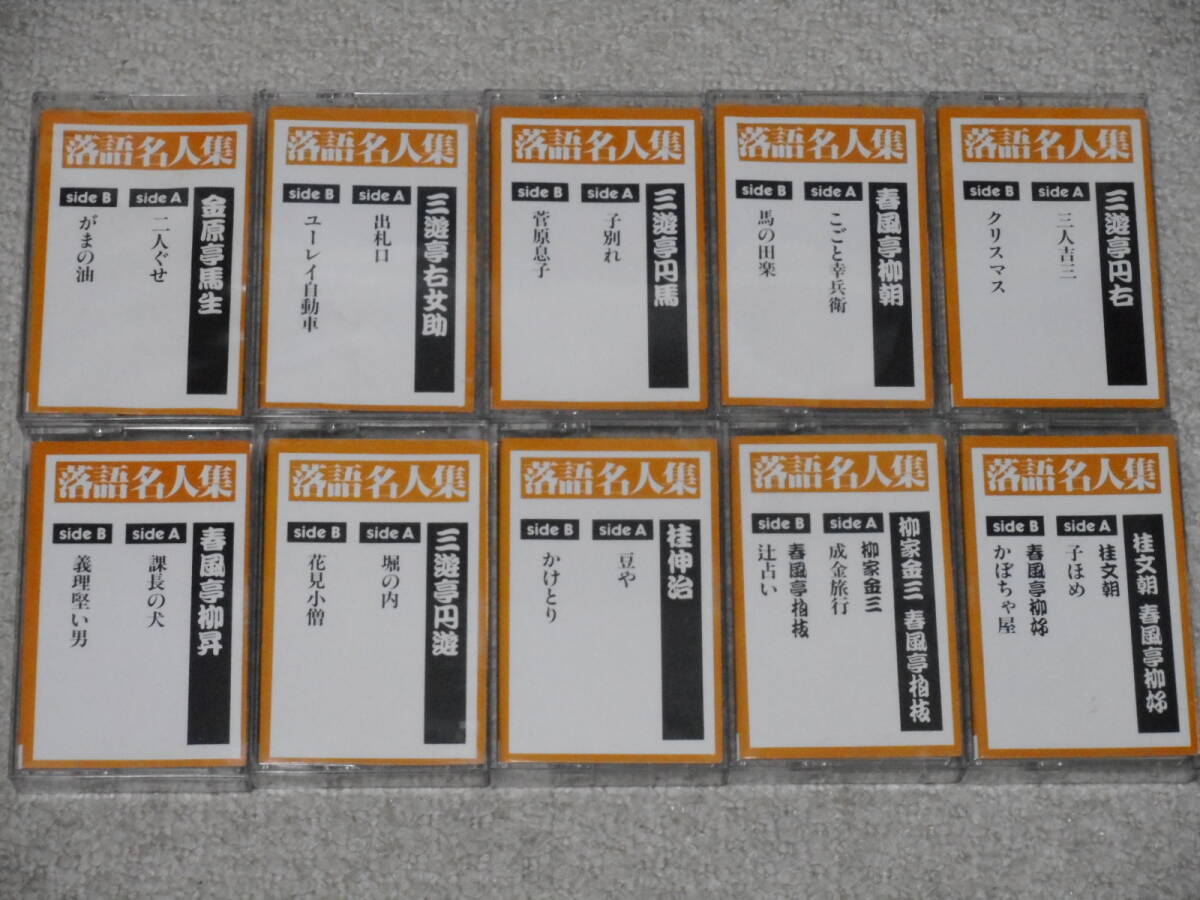 落語名人集
金原亭馬生
side A
二人ぐせ
side B
がまの油
落語名人集
三遊亭右女助
side A
出札口
side B
ユーレイ自動車
落語名人集
三遊亭円馬
side A
子別れ
side B
菅原息子
落語名人集
春風亭柳朝
side A
こごと幸兵衛
side B
馬の田楽
落語名人集
三遊亭円右
side A
三人吉三
side B
クリスマス
落語名人集
春風亭柳昇
side A
課長の犬
side B
義理堅い男
落語名人集
三遊亭円遊
side A
堀の内
side B
花見小僧
落語名人集
桂伸治
side A
豆や
side B
かけとり
落語名人集
柳家金三 春風亭柏枝
side A
柳家金三
成金旅行
side B
春風亭柏枝
辻占い
落語名人集
桂文朝 春風亭柳好
side A
桂文朝
子ほめ
side B
春風亭柳好
かぼちゃ屋